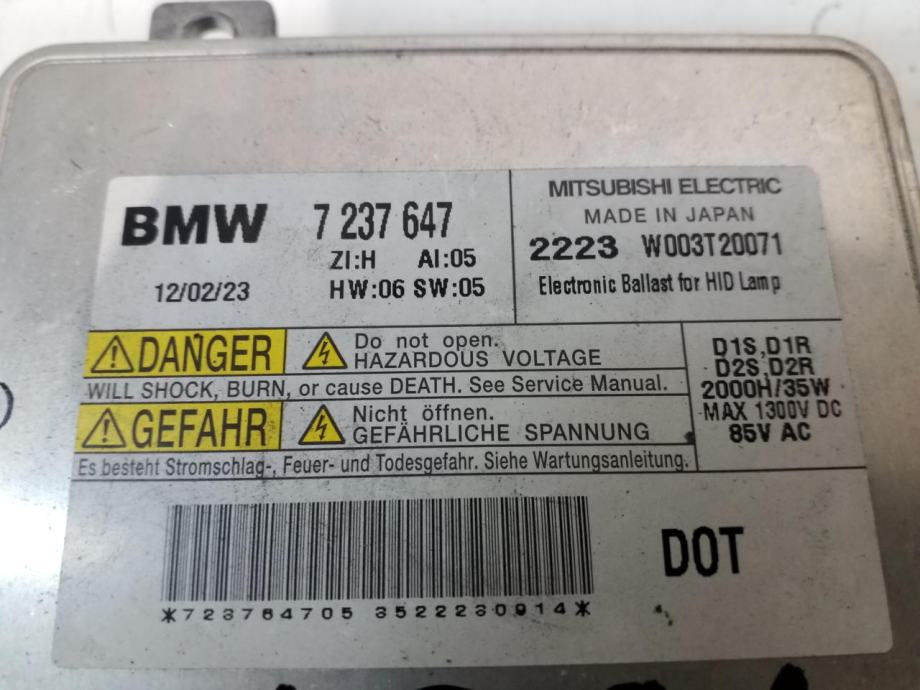 BMW 7 237 647
ZI:H AI:05
12/02/23 HW:06 SW:05
MITSUBISHI ELECTRIC
MADE IN JAPAN
2223 W003T20071
Electronic Ballast for HID Lamp
DANGER Do not open.
HAZARDOUS VOLTAGE
WILL SHOCK, BURN, or cause DEATH. See Service Manual.
GEFAHR Nicht öffnen.
GEFÄHRLICHE SPANNUNG
Es besteht Stromschlag-, Feuer- und Todesgefahr. Siehe Wartungsanleitung.
D1S,D1R
D2S,D2R
2000H/35W
MAX 1300V DC
85V AC
*723764705 3522230914*
DOT